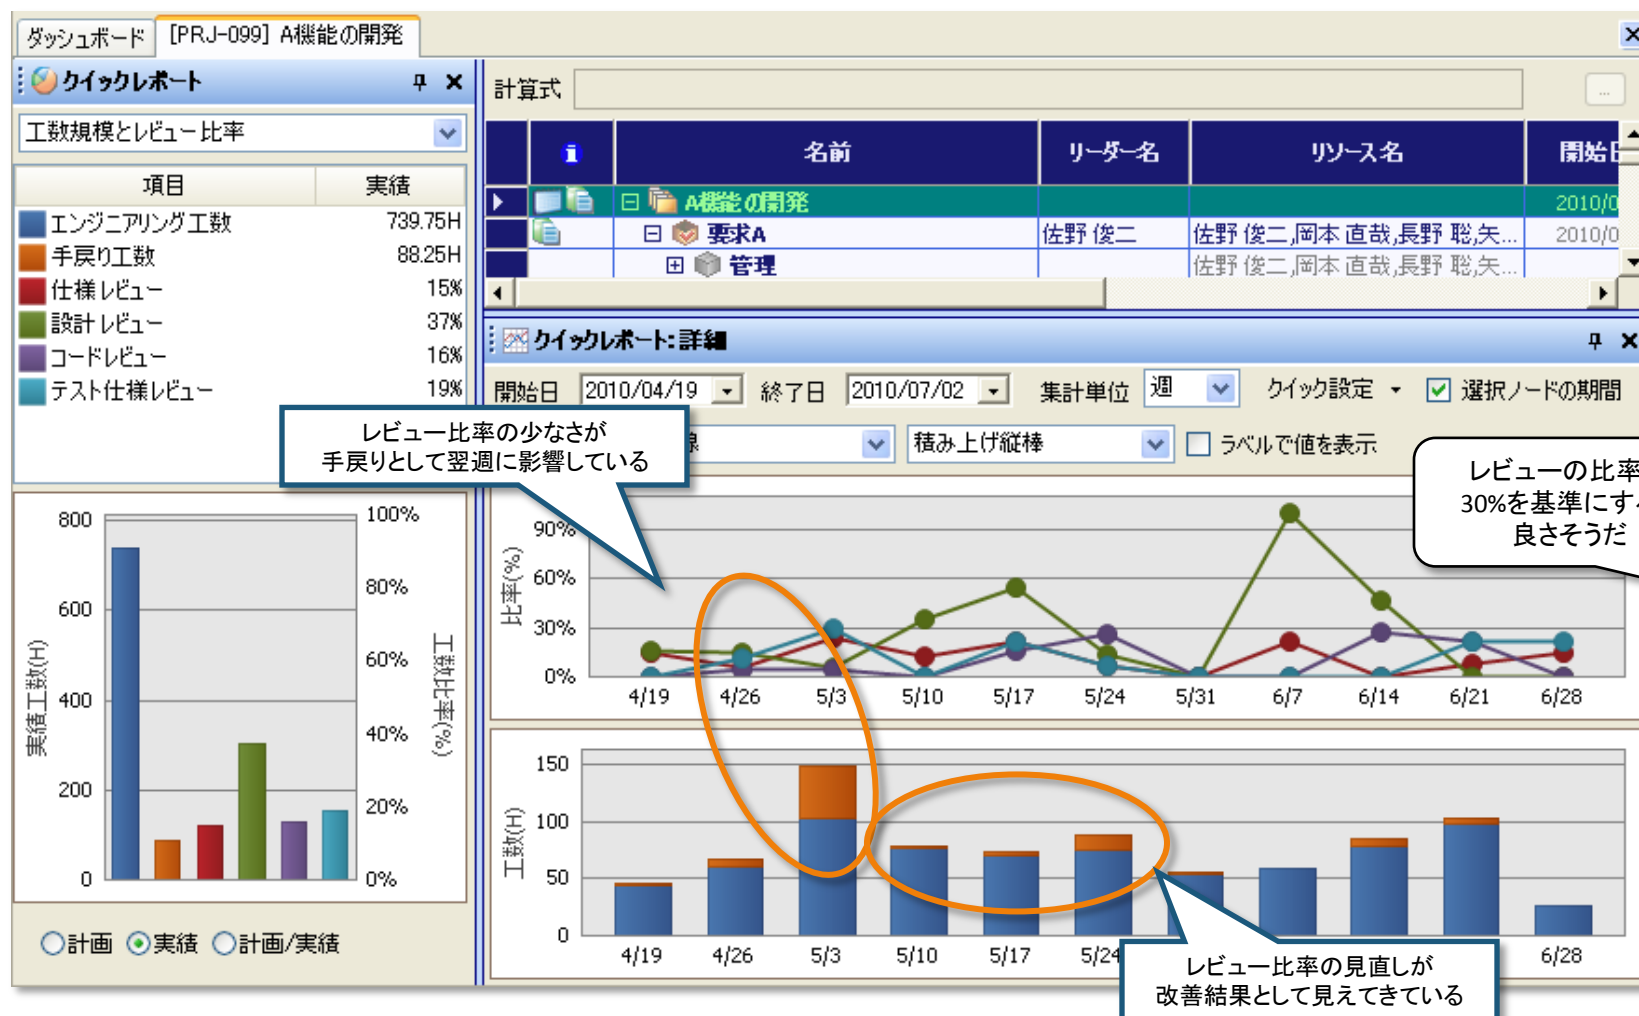 ダッシュボード
[PRJ-099] A機能の開発
クイックレポート
工数規模とレビュー比率
項目 実績
エンジニアリング工数 739.75H
手戻り工数 88.25H
仕様レビュー 15%
設計レビュー 37%
コードレビュー 16%
テスト仕様レビュー 19%
計算式
...
名前 リーダー名 リソース名 開始日
A機能の開発 2010/0
要求A 佐野 俊二 佐野 俊二,岡本 直哉,長野 聡,矢... 2010/0
管理 佐野 俊二,岡本 直哉,長野 聡,矢...
クイックレポート:詳細
開始日 2010/04/19 終了日 2010/07/02 集計単位 週 クイック設定 選択ノードの期間
線 積み上げ縦棒 ラベルで値を表示
レビュー比率の少なさが
手戻りとして翌週に影響している
レビューの比率
30%を基準にす
良さそうだ
800
600
400
200
0
実績工数(H)
100%
80%
60%
40%
20%
0%
工数比率(%)
計画 実績 計画/実績
90%
60%
30%
0%
比率(%)
4/19 4/26 5/3 5/10 5/17 5/24 5/31 6/7 6/14 6/21 6/28
150
100
50
0
工数(H)
4/19 4/26 5/3 5/10 5/17 5/24 6/28
レビュー比率の見直しが
改善結果として見えてきている